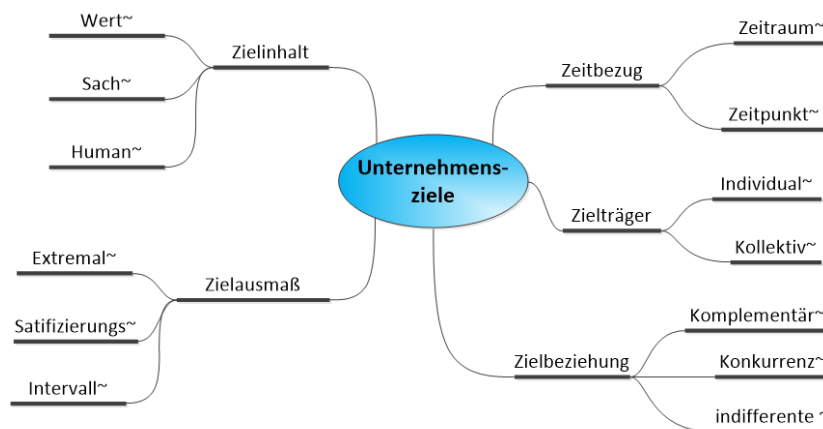 Unternehmens-
ziele
Zielinhalt
Wert~
Sach~
Human~
Zielausmaß
Extremal~
Satifizierungs~
Intervall~
Zeitbezug
Zeitraum~
Zeitpunkt~
Zielträger
Individual~
Kollektiv~
Zielbeziehung
Komplementär~
Konkurrenz~
indifferente ~